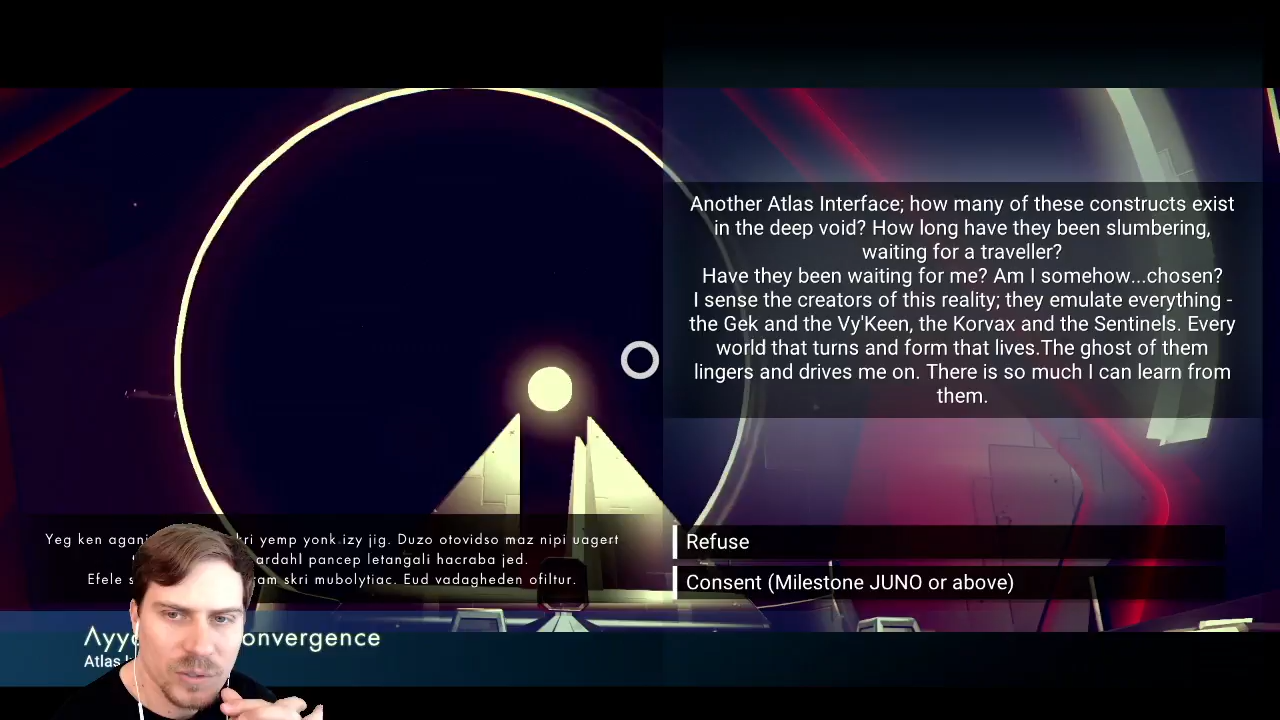 Another Atlas Interface; how many of these constructs exist
in the deep void? How long have they been slumbering,
waiting for a traveller?
Have they been waiting for me? Am I somehow...chosen?
I sense the creators of this reality; they emulate everything -
the Gek and the Vy'Keen, the Korvax and the Sentinels. Every
world that turns and form that lives.The ghost of them
lingers and drives me on. There is so much I can learn from
them.
Yeg ken yemp yonk izy jig. Duzo otovidso maz nipi uagert
pancep letangali hacraba jed.
Efele skri mubolytiac. Eud vadagheden ofiltur.
Refuse
Consent (Milestone JUNO or above)
Atlas